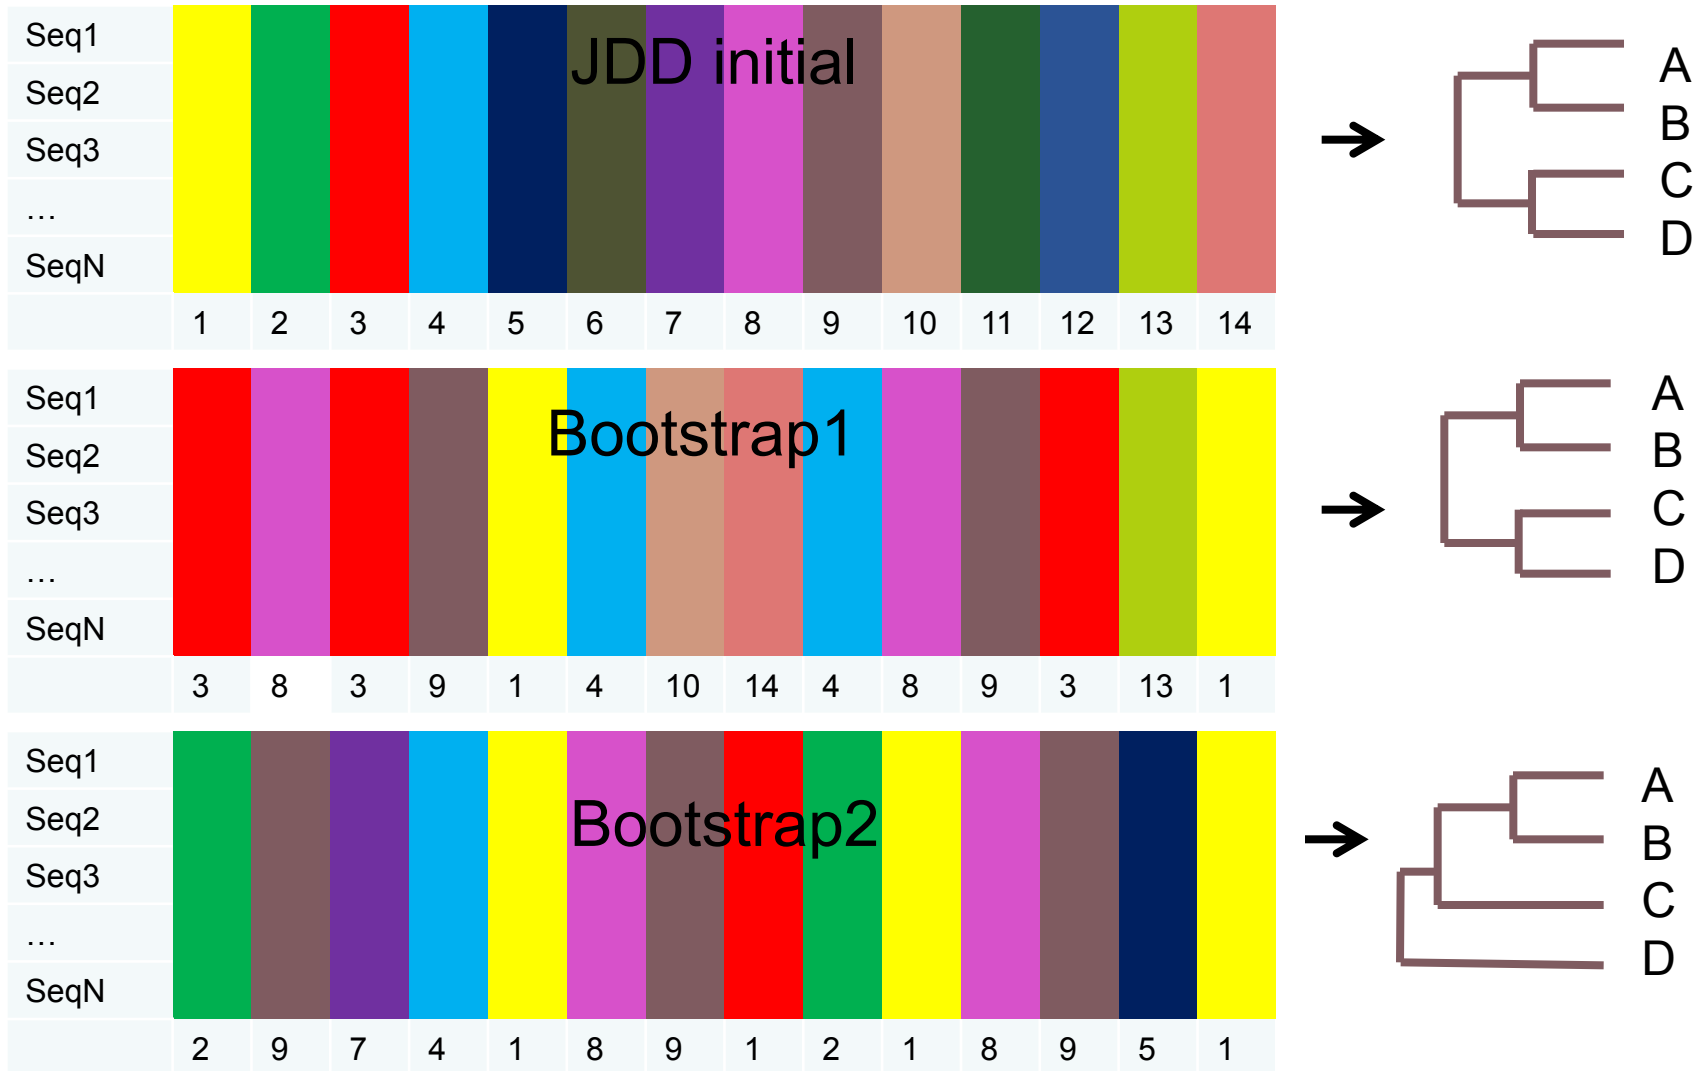 Seq1
Seq2
Seq3
…
SeqN
JDD initial
1 2 3 4 5 6 7 8 9 10 11 12 13 14
A
B
C
D
Seq1
Seq2
Seq3
…
SeqN
Bootstrap1
3 8 3 9 1 4 10 14 4 8 9 3 13 1
A
B
C
D
Seq1
Seq2
Seq3
…
SeqN
Bootstrap2
2 9 7 4 1 8 9 1 2 1 8 9 5 1
A
B
C
D